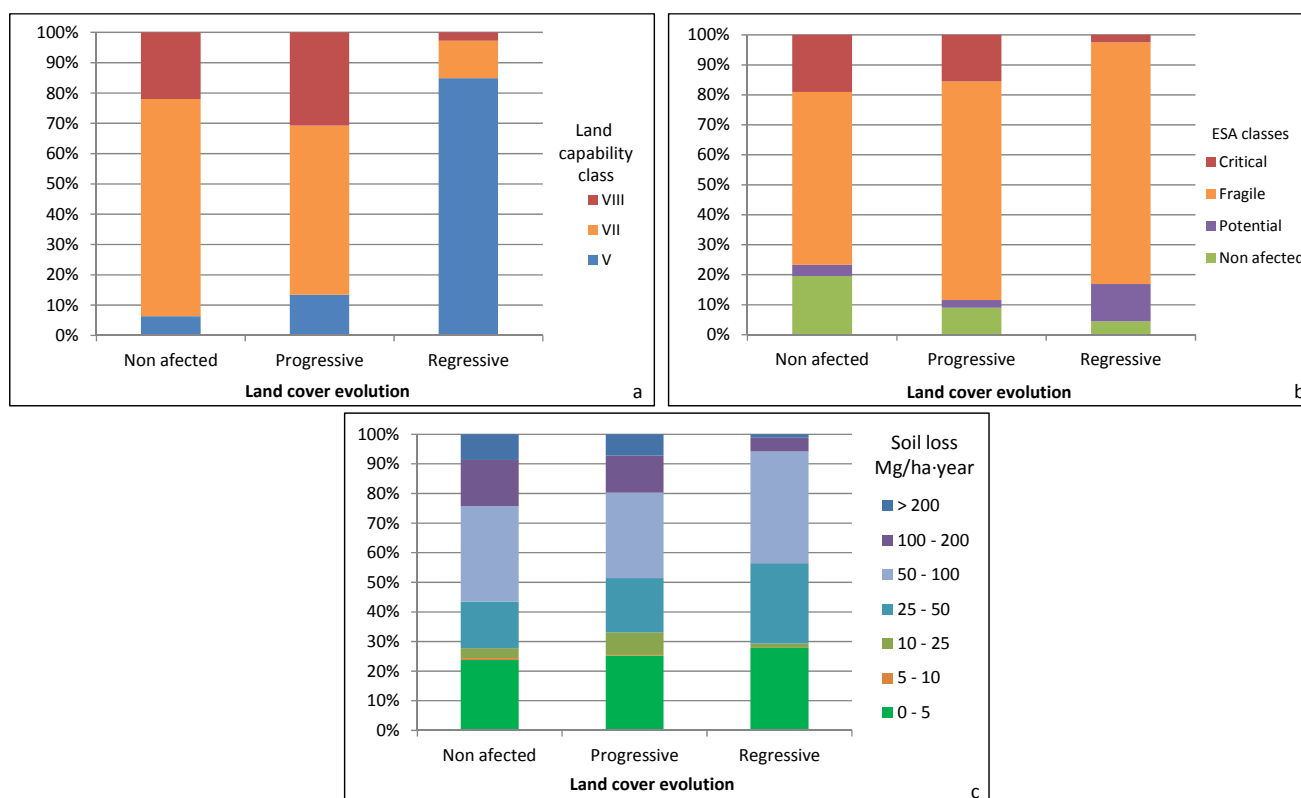 100%
90%
80%
70%
60%
50%
40%
30%
20%
10%
0%
Non afected Progressive Regressive
Land cover evolution
Land
capability
class
VIII
VII
V
a
100%
90%
80%
70%
60%
50%
40%
30%
20%
10%
0%
Non afected Progressive Regressive
Land cover evolution
ESA classes
Critical
Fragile
Potential
Non afected
b
100%
90%
80%
70%
60%
50%
40%
30%
20%
10%
0%
Non afected Progressive Regressive
Land cover evolution
Soil loss
Mg/ha·year
> 200
100 - 200
50 - 100
25 - 50
10 - 25
5 - 10
0 - 5
c